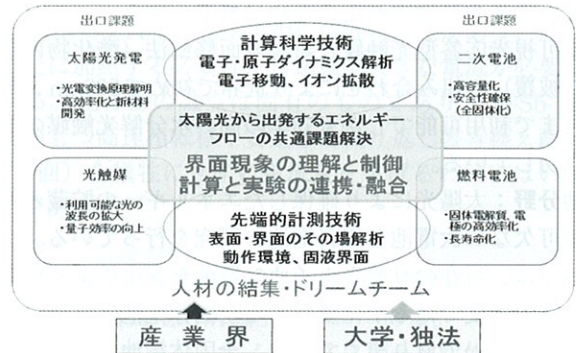 出口課題
太陽光発電
・光電変換原理解明
・高効率化と新材料
開発
光触媒
・利用可能な光の
波長の拡大
・量子効率の向上
計算科学技術
電子・原子ダイナミクス解析
電子移動、イオン拡散
太陽光から出発するエネルギー
フローの共通課題解決
界面現象の理解と制御
計算と実験の連携・融合
先端的計測技術
表面・界面のその場解析
動作環境、固液界面
出口課題
二次電池
・高容量化
・安全性確保
（全固体化）
燃料電池
・固体電解質、電
極の高効率化
・長寿命化
人材の結集・ドリームチーム
産業界
大学・独法